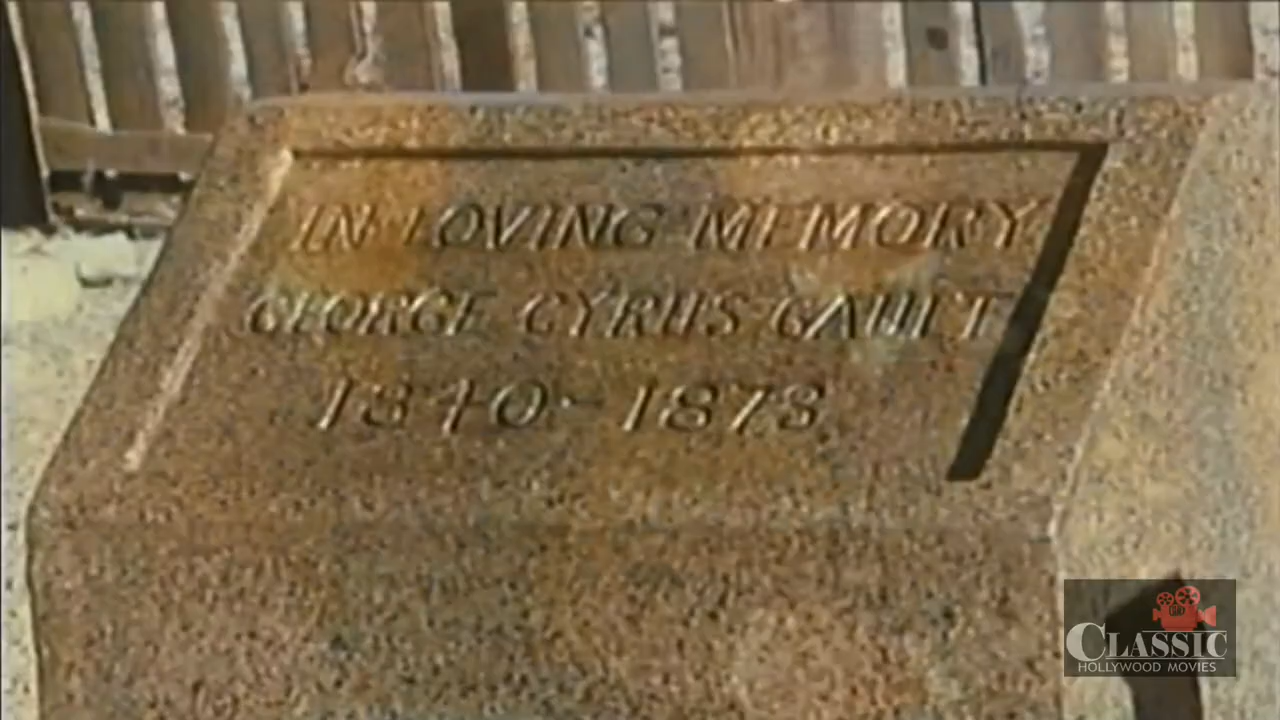 IN LOVING MEMORY
GEORGE CYRUS GAULT
1840-1873
CLASSIC
HOLLYWOOD MOVIES